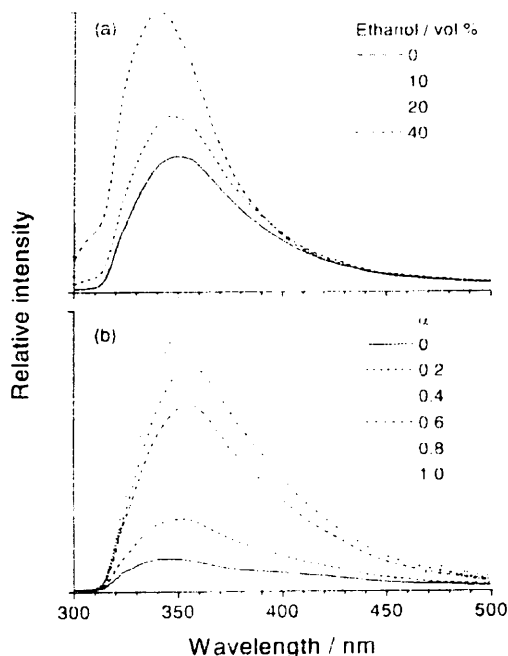 (a)
Ethanol / vol %
0
10
20
40
Relative intensity
(b)
α
0
0.2
0.4
0.6
0.8
1.0
300 350 400 450 500
Wavelength / nm